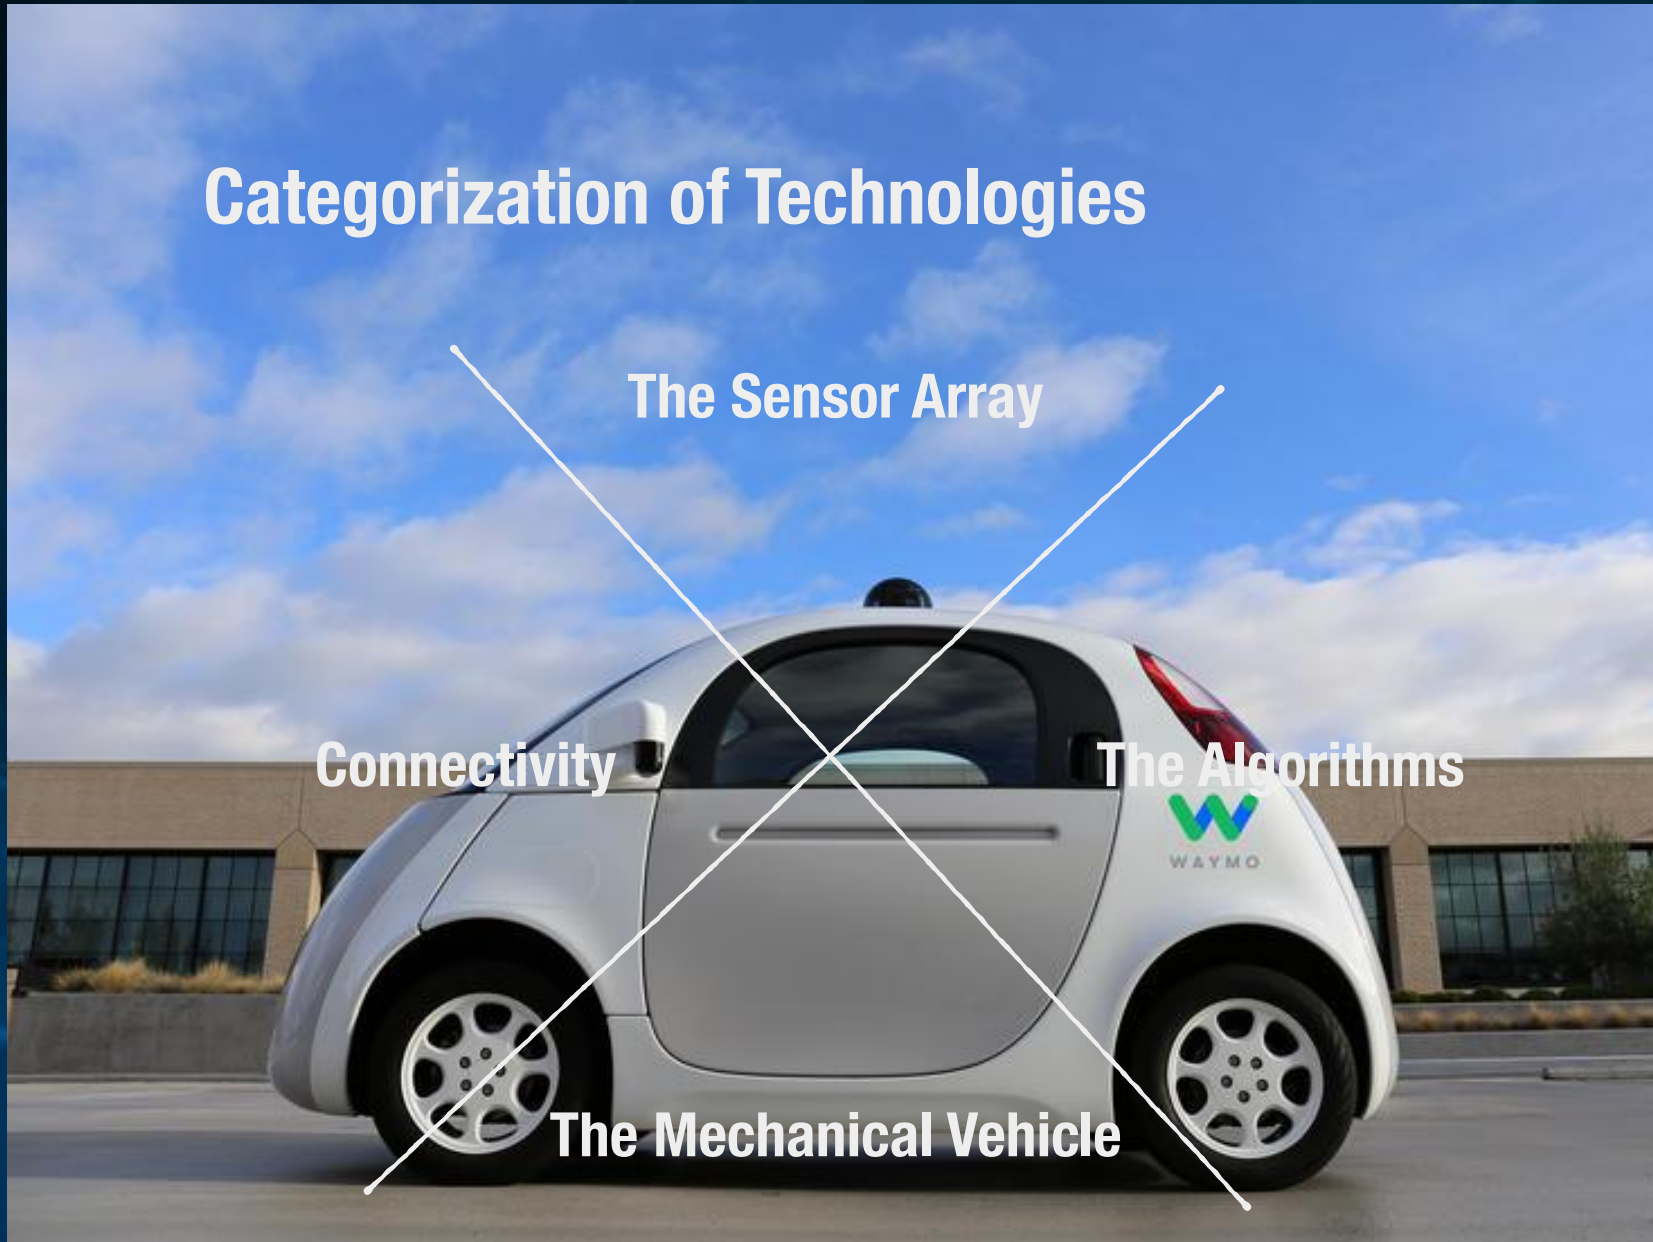 Categorization of Technologies
The Sensor Array
Connectivity
The Algorithms
WAYMO
The Mechanical Vehicle